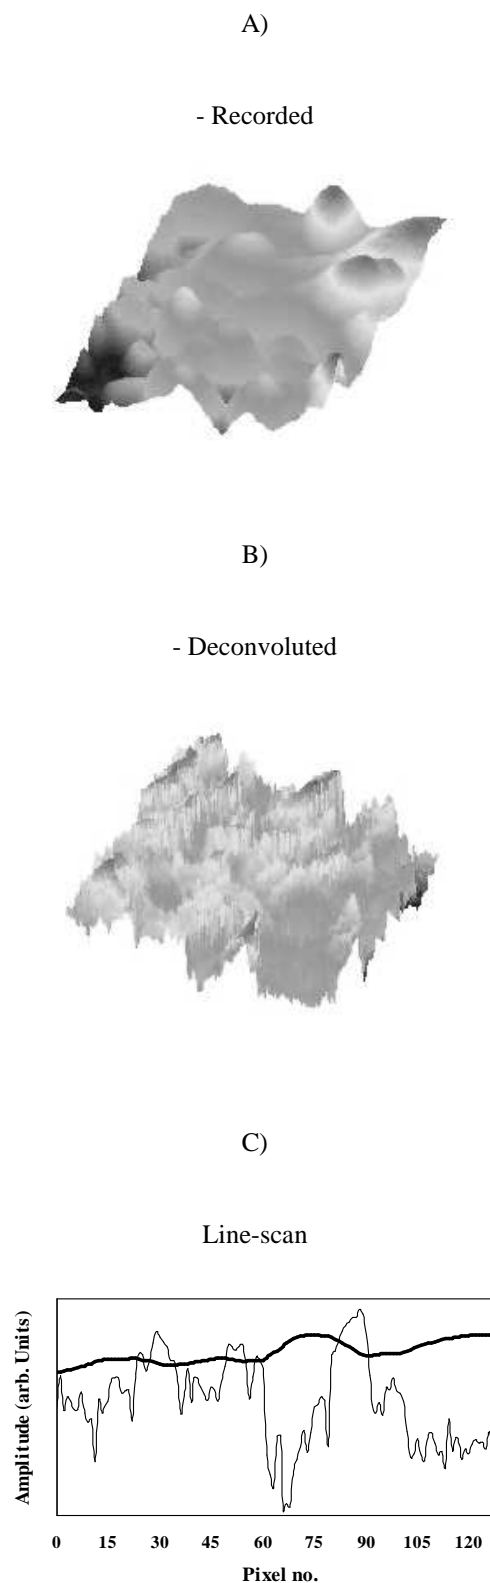 A)
- Recorded
B)
- Deconvoluted
C)
Line-scan
Amplitude (arb. Units)
0 15 30 45 60 75 90 105 120
Pixel no.